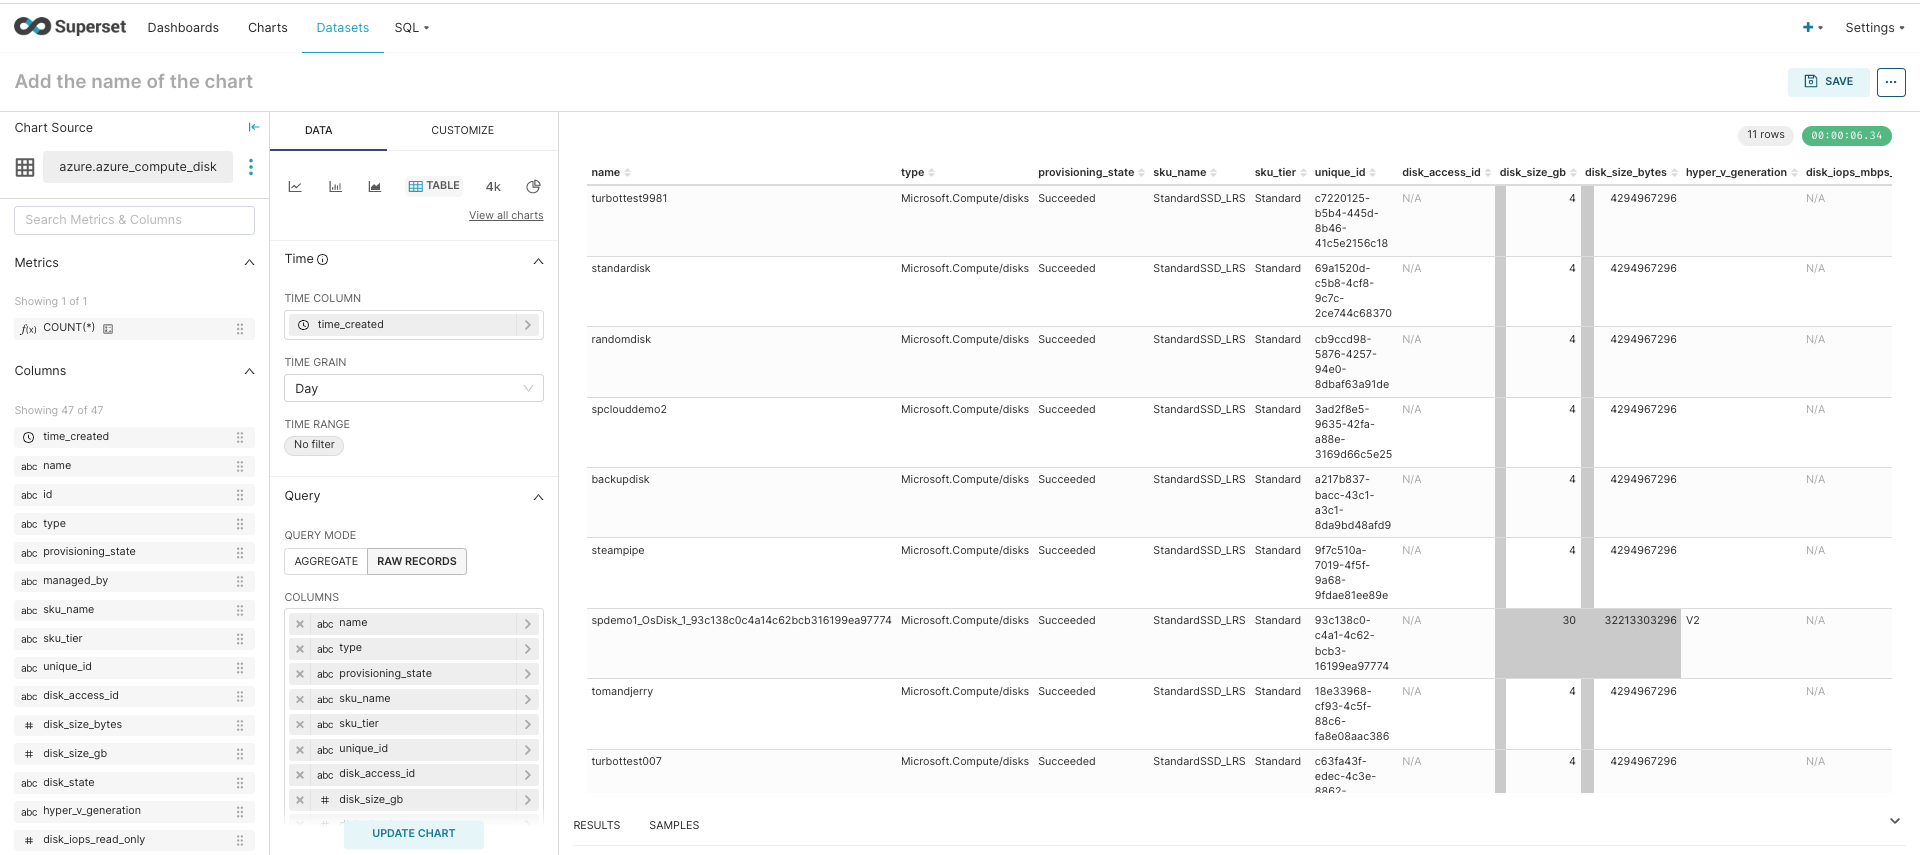 Superset Dashboards Charts Datasets SQL Settings
Add the name of the chart SAVE ...
Chart Source
azure.azure_compute_disk
Search Metrics & Columns
Metrics
Showing 1 of 1
f(x) COUNT(*)
Columns
Showing 47 of 47
time_created
abc name
abc id
abc type
abc provisioning_state
abc managed_by
abc sku_name
abc sku_tier
abc unique_id
abc disk_access_id
# disk_size_bytes
# disk_size_gb
abc disk_state
abc hyper_v_generation
# disk_iops_read_only
DATA CUSTOMIZE
TABLE 4k
View all charts
Time
TIME COLUMN
time_created
TIME GRAIN
Day
TIME RANGE
No filter
Query
QUERY MODE
AGGREGATE RAW RECORDS
COLUMNS
abc name
abc type
abc provisioning_state
abc sku_name
abc sku_tier
abc unique_id
abc disk_access_id
# disk_size_gb
UPDATE CHART
11 rows 00:00:06.34
name type provisioning_state sku_name sku_tier unique_id disk_access_id disk_size_gb disk_size_bytes hyper_v_generation disk_iops_mbps_
turbottest9981 Microsoft.Compute/disks Succeeded StandardSSD_LRS Standard c7220125- N/A 4 4294967296 N/A
b5b4-445d-
8b46-
41c5e2156c18
standardisk Microsoft.Compute/disks Succeeded StandardSSD_LRS Standard 69a1520d- N/A 4 4294967296 N/A
c5b8-4cf8-
9c7c-
2ce744c68370
randomdisk Microsoft.Compute/disks Succeeded StandardSSD_LRS Standard cb9ccd98- N/A 4 4294967296 N/A
5876-4257-
94e0-
8dbaf63a91de
spclouddemo2 Microsoft.Compute/disks Succeeded StandardSSD_LRS Standard 3ad2f8e5- N/A 4 4294967296 N/A
9635-42fa-
a88e-
3169d66c5e25
backupdisk Microsoft.Compute/disks Succeeded StandardSSD_LRS Standard a217b837- N/A 4 4294967296 N/A
bacc-43c1-
a3c1-
8da9bd48afd9
steampipe Microsoft.Compute/disks Succeeded StandardSSD_LRS Standard 9f7c510a- N/A 4 4294967296 N/A
7019-4f5f-
9a68-
9fdae81ee89e
spdemo1_OsDisk_1_93c138c0c4a14c62bcb316199ea97774 Microsoft.Compute/disks Succeeded StandardSSD_LRS Standard 93c138c0- N/A 30 32213303296 V2 N/A
c4a1-4c62-
bcb3-
16199ea97774
tomandjerry Microsoft.Compute/disks Succeeded StandardSSD_LRS Standard 18e33968- N/A 4 4294967296 N/A
cf93-4c5f-
88c6-
fa8e08aac386
turbottest007 Microsoft.Compute/disks Succeeded StandardSSD_LRS Standard c63fa43f- N/A 4 4294967296 N/A
edec-4c3e-
8862-
RESULTS SAMPLES